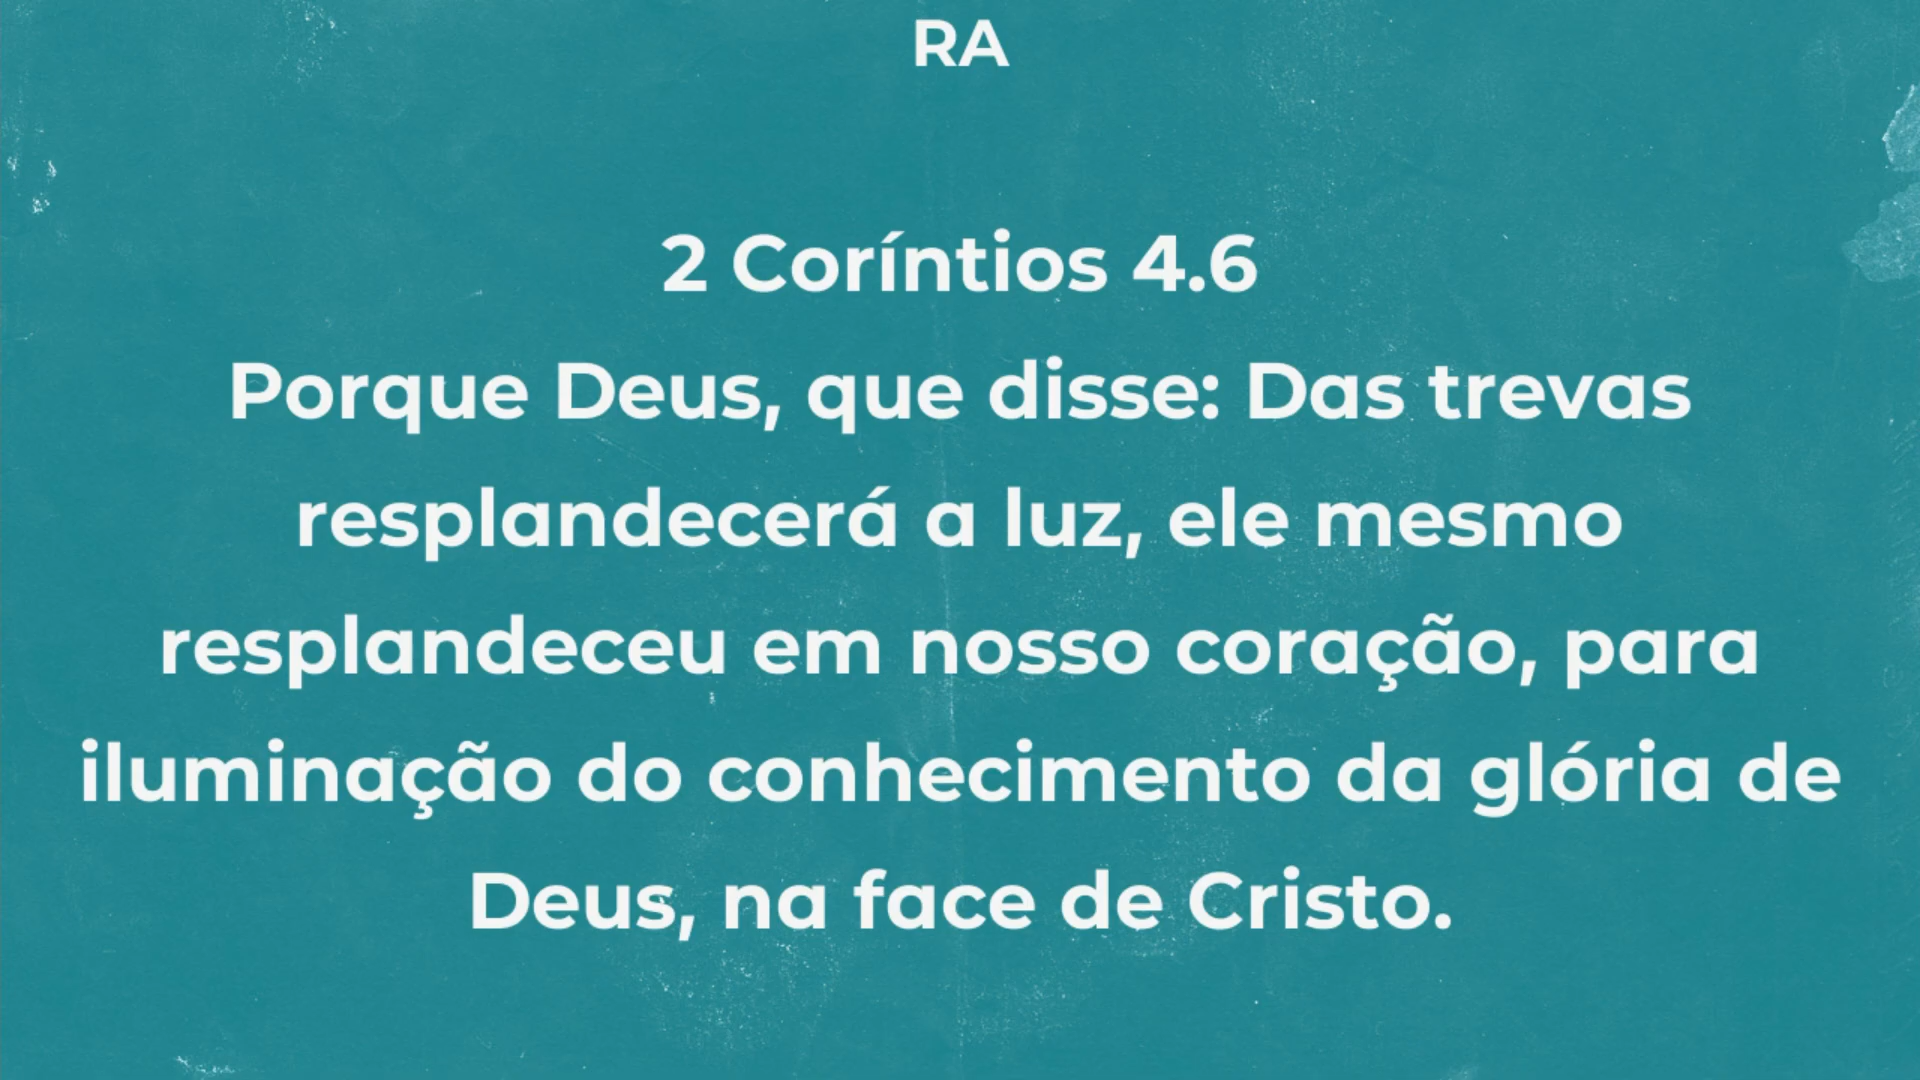 RA
2 Coríntios 4.6
Porque Deus, que disse: Das trevas
resplandecerá a luz, ele mesmo
resplandeceu em nosso coração, para
iluminação do conhecimento da glória de
Deus, na face de Cristo.